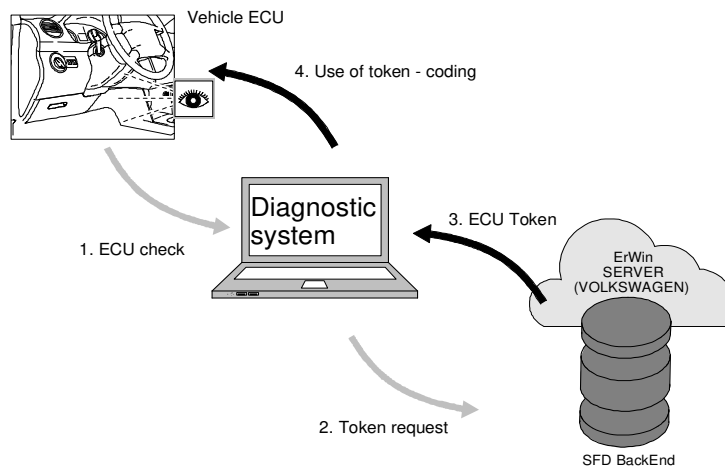 Vehicle ECU
4. Use of token - coding
Diagnostic
system
3. ECU Token
1. ECU check
ErWin
SERVER
(VOLKSWAGEN)
2. Token request
SFD BackEnd